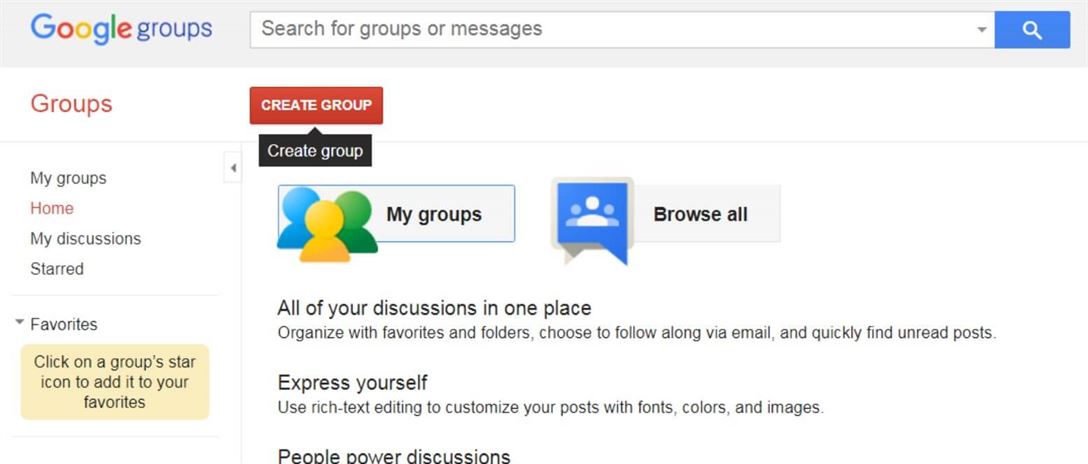 Google groups
Search for groups or messages
Groups
CREATE GROUP
Create group
My groups
Home
My discussions
Starred
Favorites
Click on a group's star
icon to add it to your
favorites
My groups
Browse all
All of your discussions in one place
Organize with favorites and folders, choose to follow along via email, and quickly find unread posts.
Express yourself
Use rich-text editing to customize your posts with fonts, colors, and images.
People power discussions